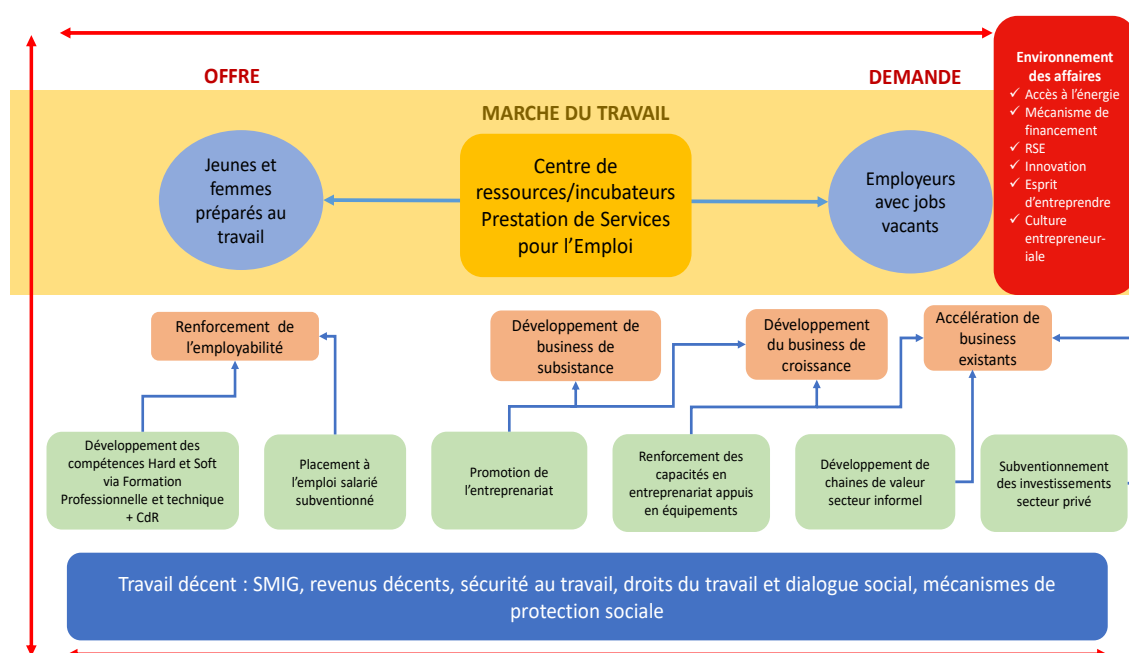 OFFRE
DEMANDE
MARCHE DU TRAVAIL
Jeunes et
femmes
préparés au
travail
Centre de
ressources/incubateurs
Prestation de Services
pour l’Emploi
Employeurs
avec jobs
vacants
Environnement
des affaires
✓ Accès à l’énergie
✓ Mécanisme de
financement
✓ RSE
✓ Innovation
✓ Esprit
d’entreprendre
✓ Culture
entrepreneur-
iale
Renforcement de
l’employabilité
Développement de
business de
subsistance
Développement
du business de
croissance
Accélération de
business
existants
Développement des
compétences Hard et Soft
via Formation
Professionnelle et technique
+ CdR
Placement à
l’emploi salarié
subventionné
Promotion de
l’entreprenariat
Renforcement des
capacités en
entreprenariat appuis
en équipements
Développement de
chaines de valeur
secteur informel
Subventionnement
des investissements
secteur privé
Travail décent : SMIG, revenus décents, sécurité au travail, droits du travail et dialogue social, mécanismes de
protection sociale